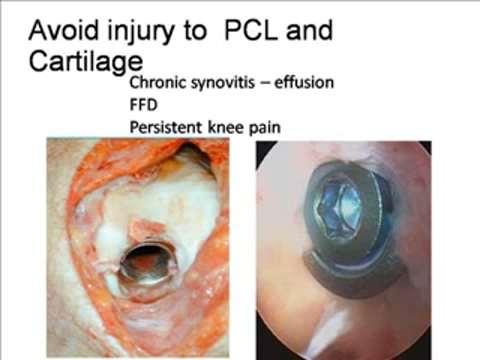 Avoid injury to  PCL and
Cartilage
Chronic synovitis – effusion
FFD
Persistent knee pain